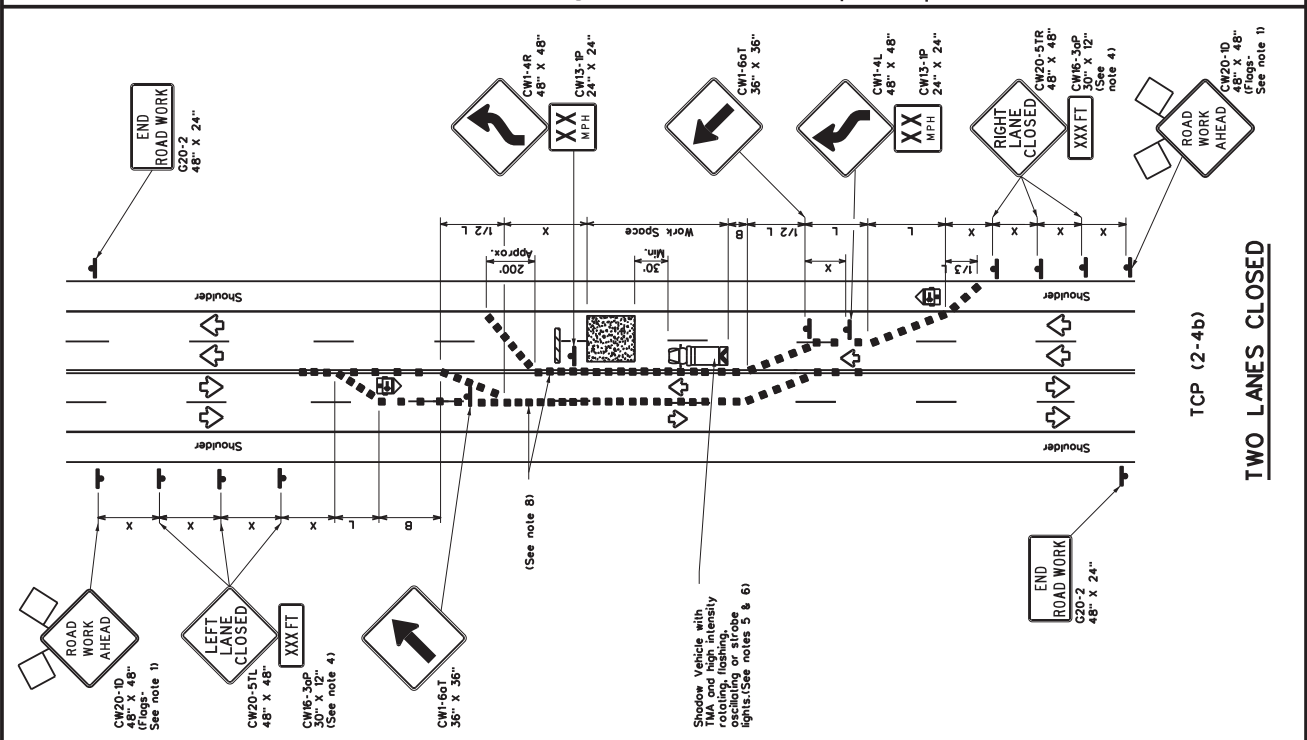 END
ROAD WORK
G20-2
48" X 24"
CW1-4R
48" X 48"
XX
MPH
CW13-1P
24" X 24"
CW1-6aT
36" X 36"
CW1-4L
48" X 48"
XX
MPH
CW13-1P
24" X 24"
RIGHT
LANE
CLOSED
CW20-5TR
48" X 48"
XXX FT
CW16-3aP
30" X 12"
(See
note 4)
ROAD
WORK
AHEAD
CW20-1D
48" X 48"
(Flags-
See note 1)
1/2 L
X
Work Space
B
1/2 L
L
L
X
X
X
X
200'
Approx.
30'
Min.
X
1/3 L
Shoulder
Shoulder
Shoulder
Shoulder
X
X
X
X
L
B
(See note 8)
ROAD
WORK
AHEAD
CW20-1D
48" X 48"
(Flags-
See note 1)
LEFT
LANE
CLOSED
CW20-5TL
48" X 48"
XXX FT
CW16-3aP
30" X 12"
(See note 4)
CW1-6aT
36" X 36"
Shadow Vehicle with
TMA and high intensity
rotating, flashing,
oscillating or strobe
lights.(See notes 5 & 6)
END
ROAD WORK
G20-2
48" X 24"
TCP (2-4b)
TWO LANES CLOSED